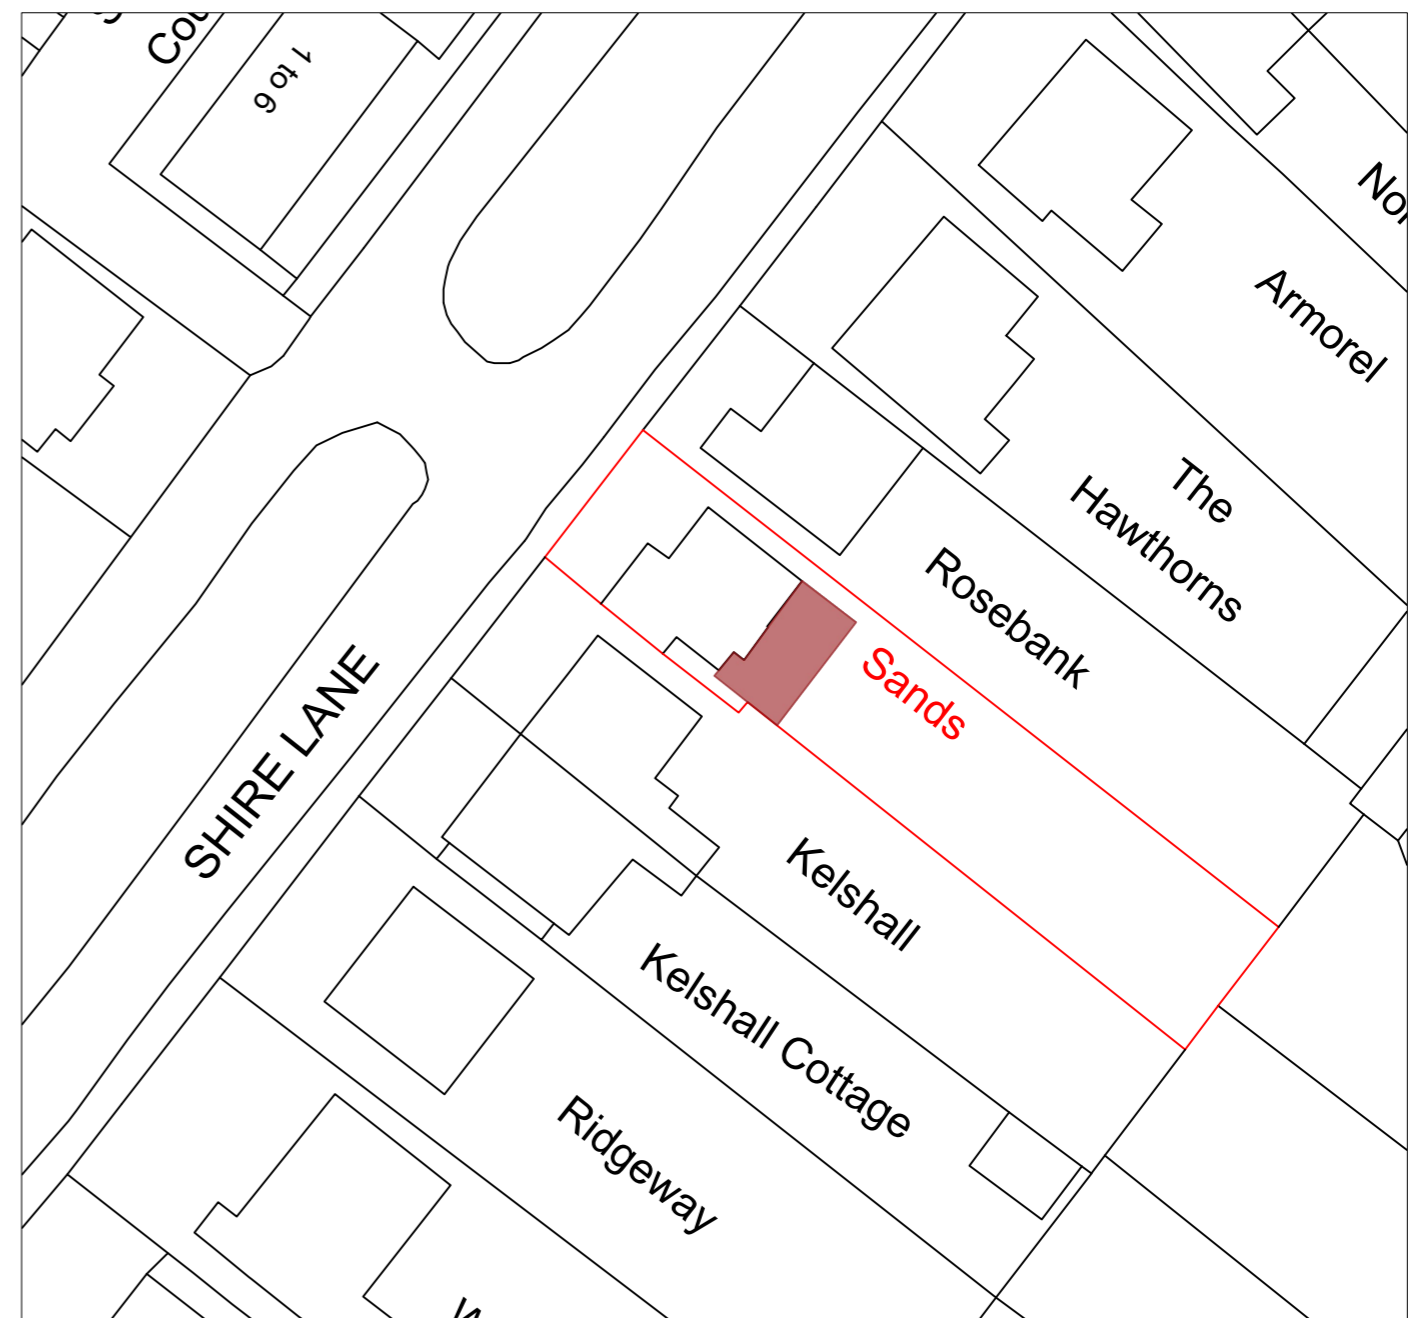 1 to 6
Armorel
The
Hawthorns
Rosebank
Sands
SHIRE LANE
Kelshall
Kelshall Cottage
Ridgeway